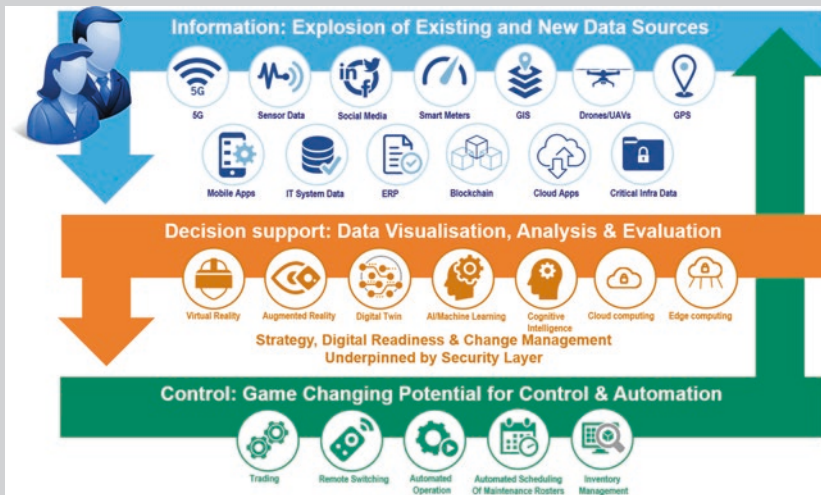 Information: Explosion of Existing and New Data Sources
5G
in
f
5G
Sensor Data
Social Media
Smart Meters
GIS
Drones/UAVs
GPS
Mobile Apps
IT System Data
ERP
Blockchain
Cloud Apps
Critical Infra Data
Decision support: Data Visualisation, Analysis & Evaluation
Virtual Reality
Augmented Reality
Digital Twin
AI/Machine Learning
Cognitive
Intelligence
Cloud computing
Edge computing
Strategy, Digital Readiness & Change Management
Underpinned by Security Layer
Control: Game Changing Potential for Control & Automation
Trading
Remote Switching
Automated
Operation
Automated Scheduling
Of Maintenance Rosters
Inventory
Management